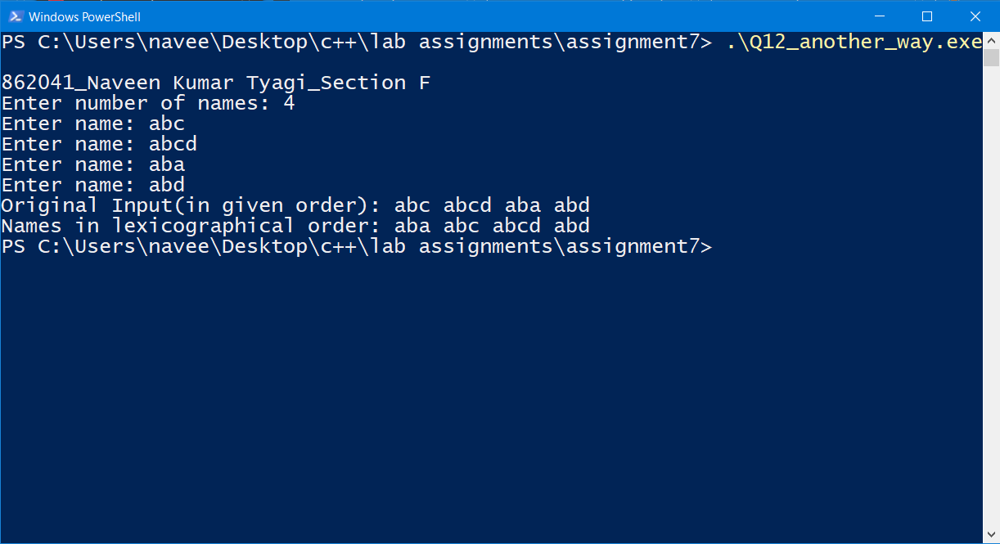 Windows PowerShell
PS C:\Users\navee\Desktop\c++\lab assignments\assignment7> .\Q12_another_way.exe
862041_Naveen Kumar Tyagi_Section F
Enter number of names: 4
Enter name: abc
Enter name: abcd
Enter name: aba
Enter name: abd
Original Input(in given order): abc abcd aba abd
Names in lexicographical order: aba abc abcd abd
PS C:\Users\navee\Desktop\c++\lab assignments\assignment7>